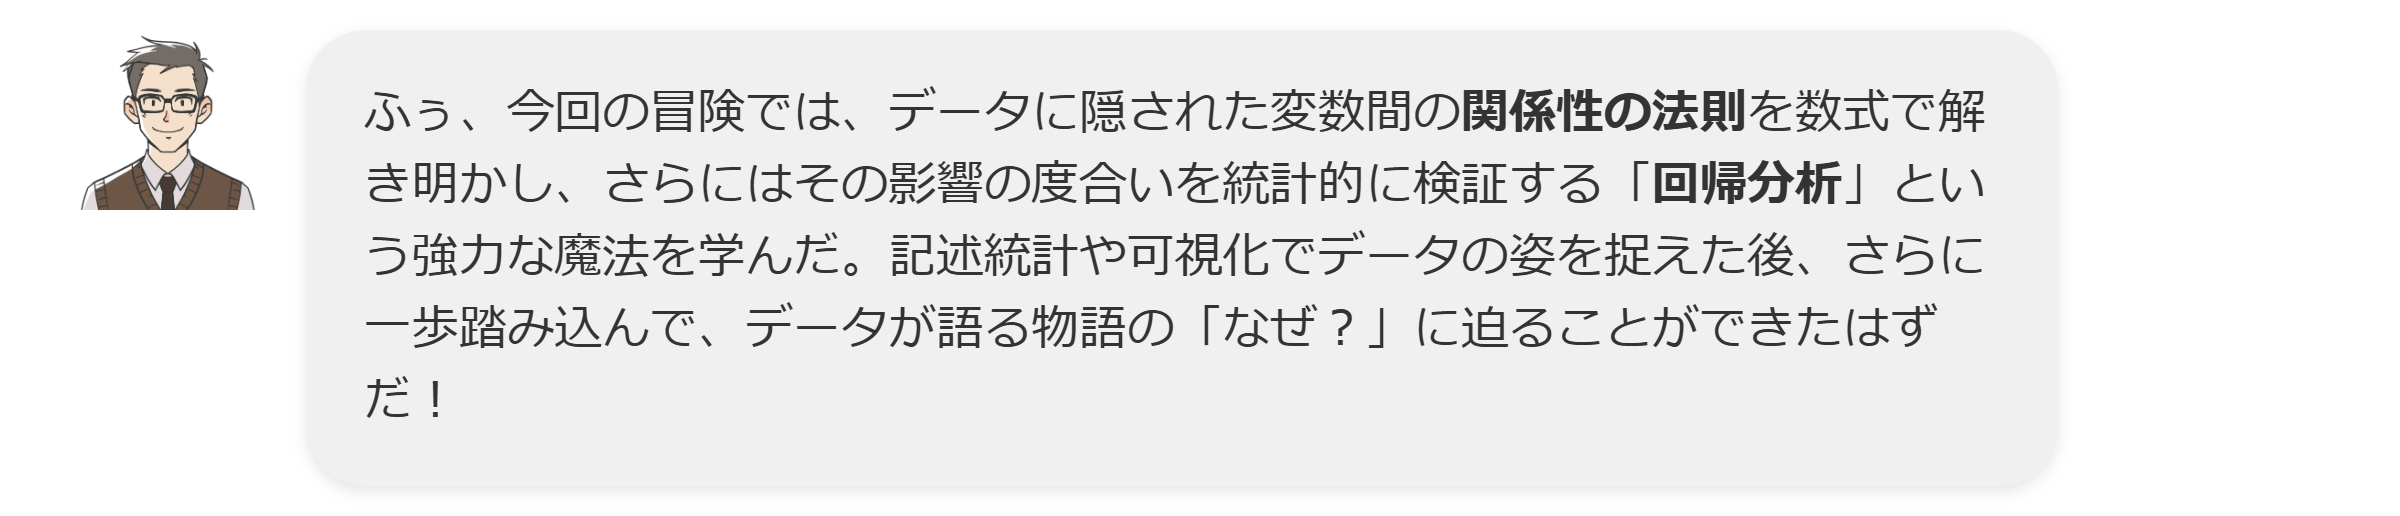 ふぅ、今回の冒険では、データに隠された変数間の関係性の法則を数式で解
き明かし、さらにはその影響の度合いを統計的に検証する「回帰分析」とい
う強力な魔法を学んだ。記述統計や可視化でデータの姿を捉えた後、さらに
一歩踏み込んで、データが語る物語の「なぜ？」に迫ることができたはず
だ！